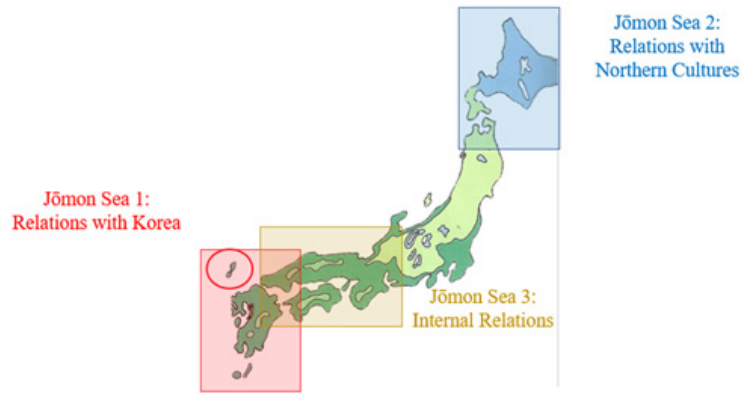 Jōmon Sea 2:
Relations with
Northern Cultures
Jōmon Sea 1:
Relations with Korea
Jōmon Sea 3:
Internal Relations